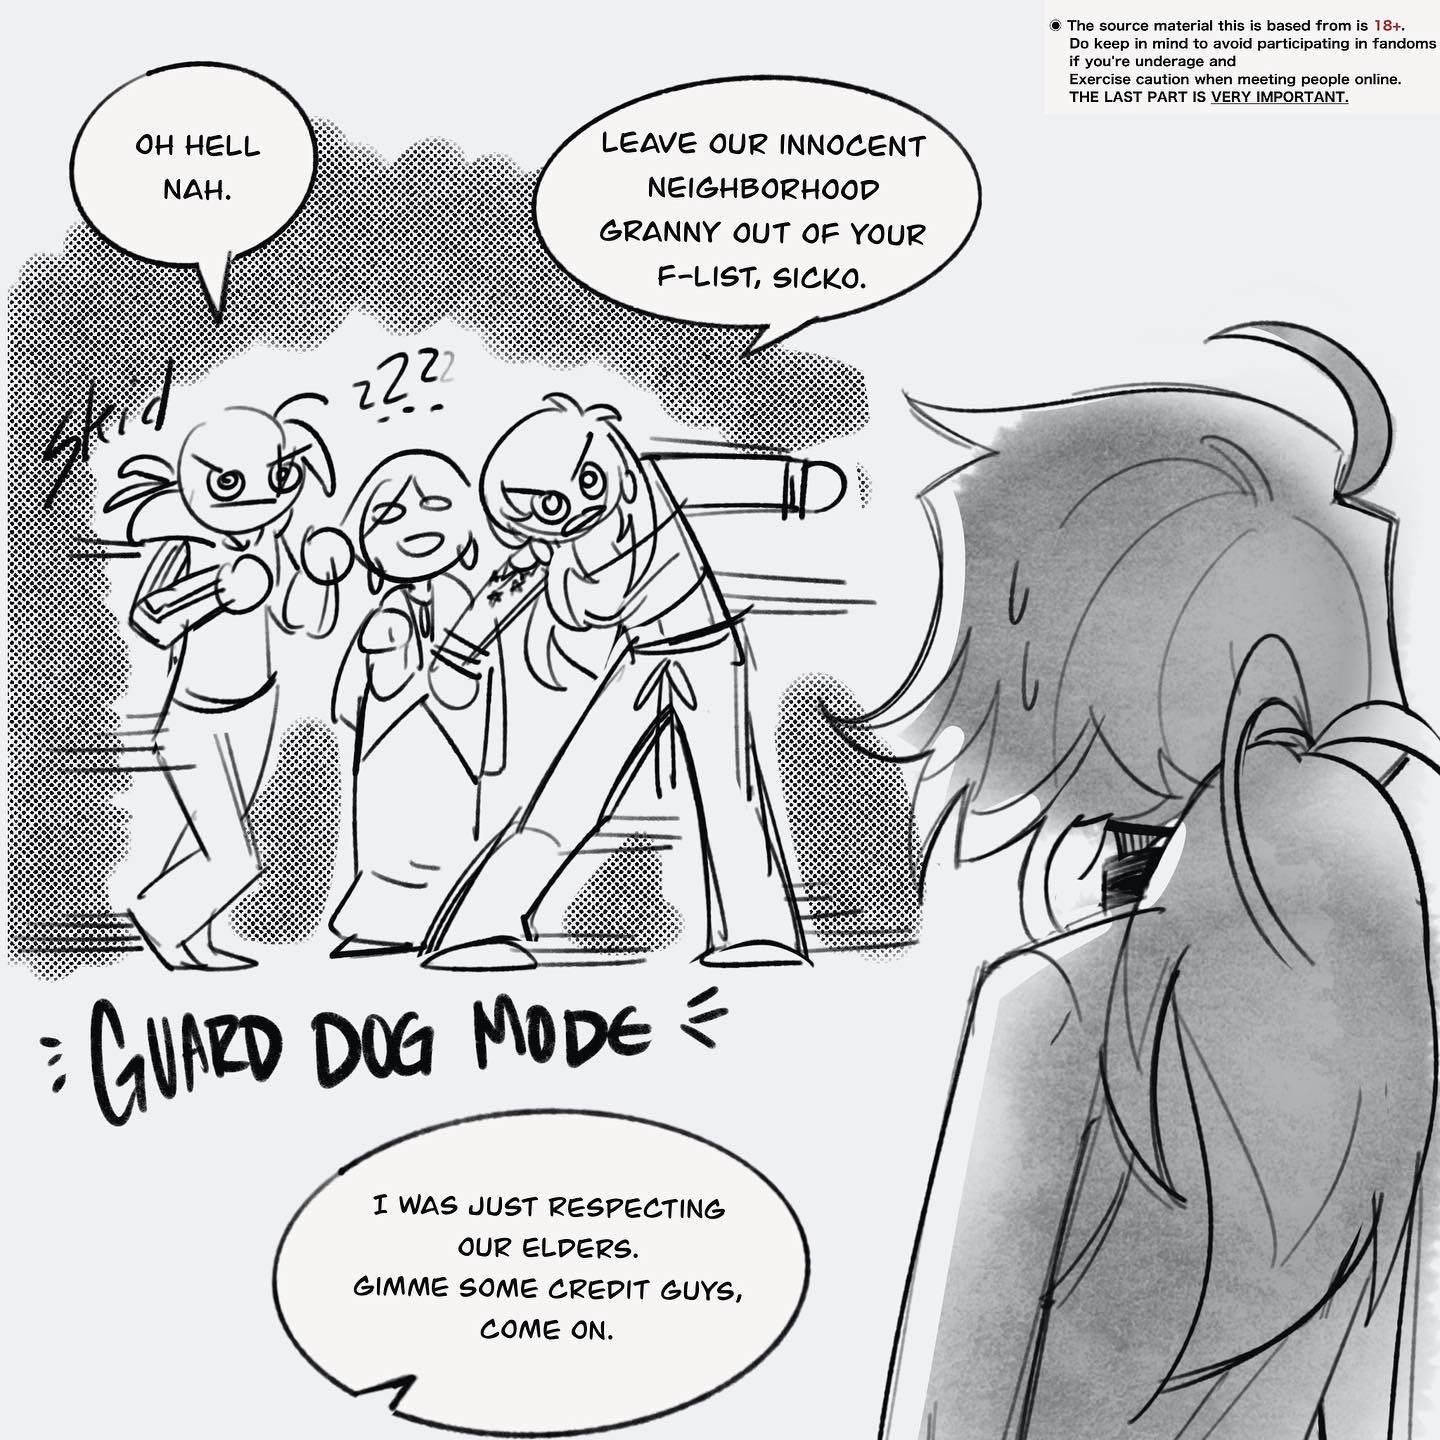 ◉ The source material this is based from is 18+.
Do keep in mind to avoid participating in fandoms
if you're underage and
Exercise caution when meeting people online.
THE LAST PART IS VERY IMPORTANT.
OH HELL
NAH.
LEAVE OUR INNOCENT
NEIGHBORHOOD
GRANNY OUT OF YOUR
F-LIST, SICKO.
skid
zzzz
GUARD DOG MODE
I WAS JUST RESPECTING
OUR ELDERS.
GIMME SOME CREDIT GUYS,
COME ON.